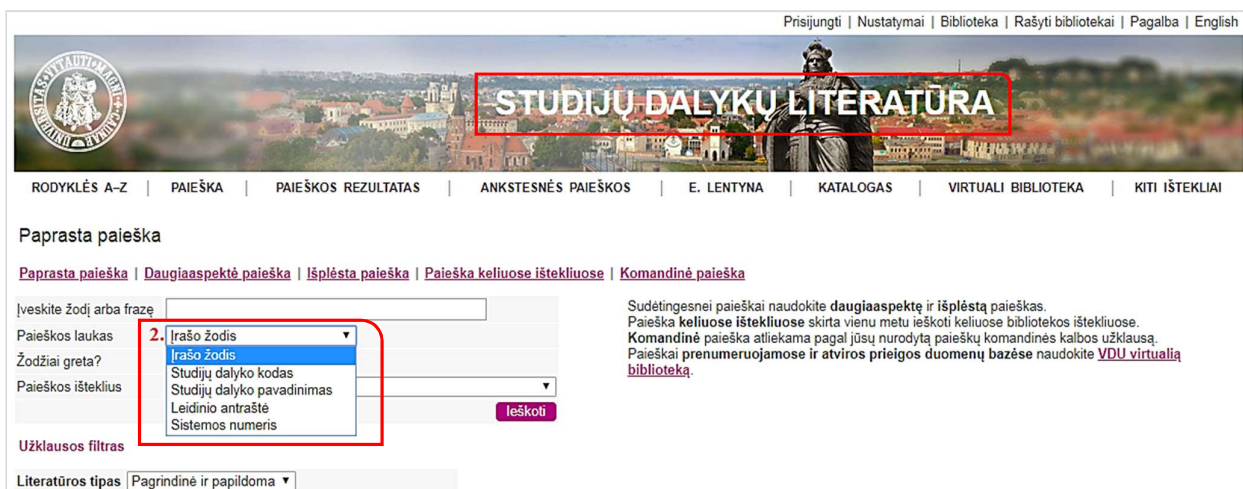 Prisijungti | Nustatymai | Biblioteka | Rašyti bibliotekai | Pagalba | English
STUDIJŲ DALYKŲ LITERATŪRA
RODYKLĖS A–Z | PAIEŠKA | PAIEŠKOS REZULTATAS | ANKSTESNĖS PAIEŠKOS | E. LENTYNA | KATALOGAS | VIRTUALI BIBLIOTEKA | KITI IŠTEKLIAI
Paprasta paieška
Paprasta paieška | Daugiaaspektė paieška | Išplėsta paieška | Paieška keliuose ištekliuose | Komandinė paieška
Įveskite žodį arba frazę
Paieškos laukas 2. Įrašo žodis
Įrašo žodis
Studijų dalyko kodas
Studijų dalyko pavadinimas
Leidinio antraštė
Sistemos numeris
Žodžiai greta?
Paieškos išteklius
Ieškoti
Sudėtingesnei paieškai naudokite daugiaaspektę ir išplėstą paieškas.
Paieška keliuose ištekliuose skirta vienu metu ieškoti keliuose bibliotekos ištekliuose.
Komandinė paieška atliekama pagal jūsų nurodytą paieškų komandinės kalbos užklausą.
Paieškai prenumeruojamose ir atviros prieigos duomenų bazėse naudokite VDU virtualią
biblioteką.
Užklausos filtras
Literatūros tipas Pagrindinė ir papildoma